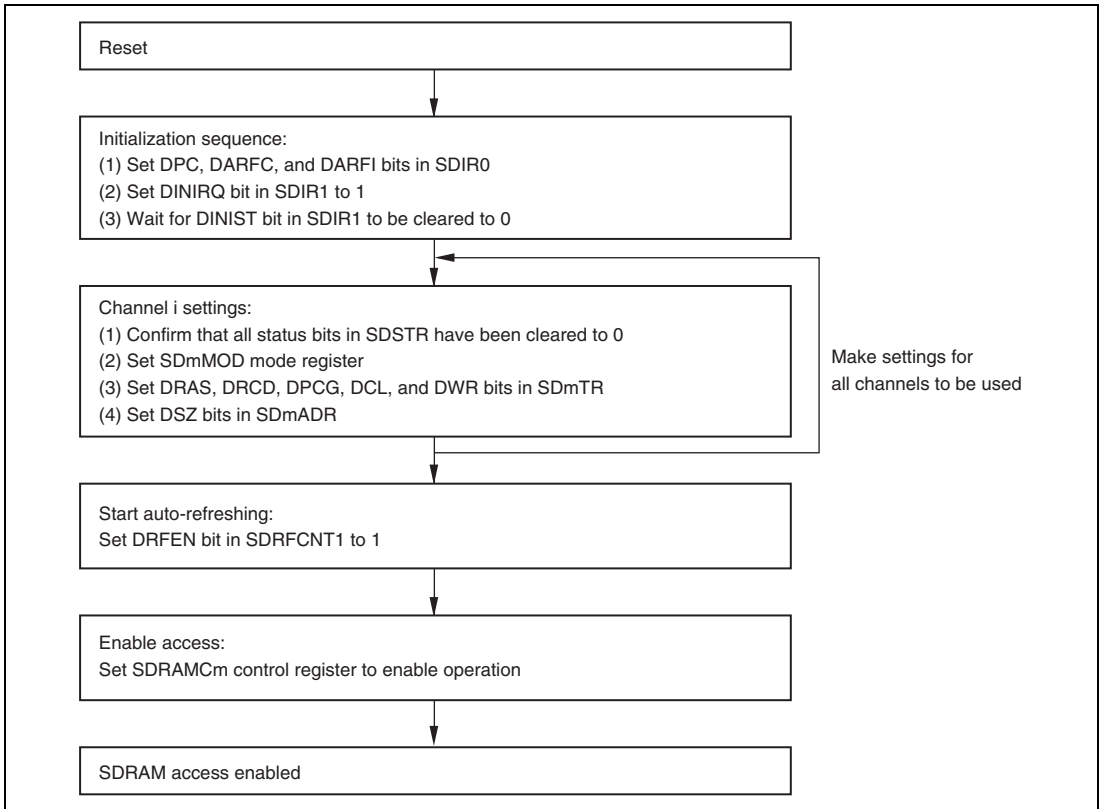 Reset
Initialization sequence:
(1) Set DPC, DARFC, and DARFI bits in SDIR0
(2) Set DINIRQ bit in SDIR1 to 1
(3) Wait for DINIST bit in SDIR1 to be cleared to 0
Channel i settings:
(1) Confirm that all status bits in SDSTR have been cleared to 0
(2) Set SDmMOD mode register
(3) Set DRAS, DRCD, DPCG, DCL, and DWR bits in SDmTR
(4) Set DSZ bits in SDmADR
Make settings for
all channels to be used
Start auto-refreshing:
Set DRFEN bit in SDRFCNT1 to 1
Enable access:
Set SDRAMCm control register to enable operation
SDRAM access enabled